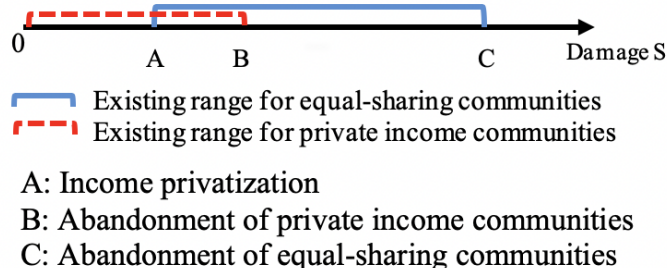 0
A B C Damage S
Existing range for equal-sharing communities
Existing range for private income communities
A: Income privatization
B: Abandonment of private income communities
C: Abandonment of equal-sharing communities